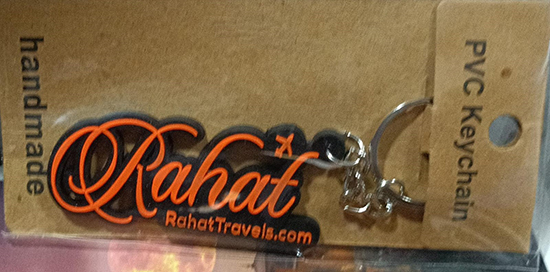 handmade
Rahat
RahatTravels.com
PVC Keychain